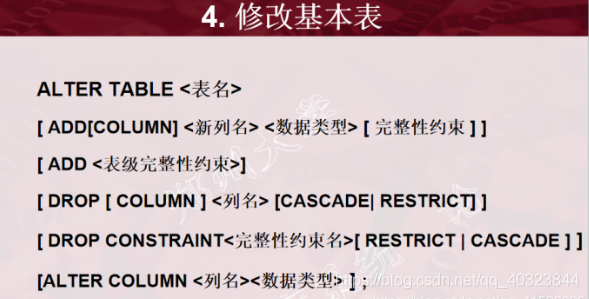 4. 修改基本表
ALTER TABLE <表名>
[ ADD[COLUMN] <新列名> <数据类型> [ 完整性约束 ] ]
[ ADD <表级完整性约束>]
[ DROP [ COLUMN ] <列名> [CASCADE| RESTRICT] ]
[ DROP CONSTRAINT<完整性约束名>[ RESTRICT | CASCADE ] ]
[ALTER COLUMN <列名><数据类型> ] ;
https://blog.csdn.net/qq_40323844